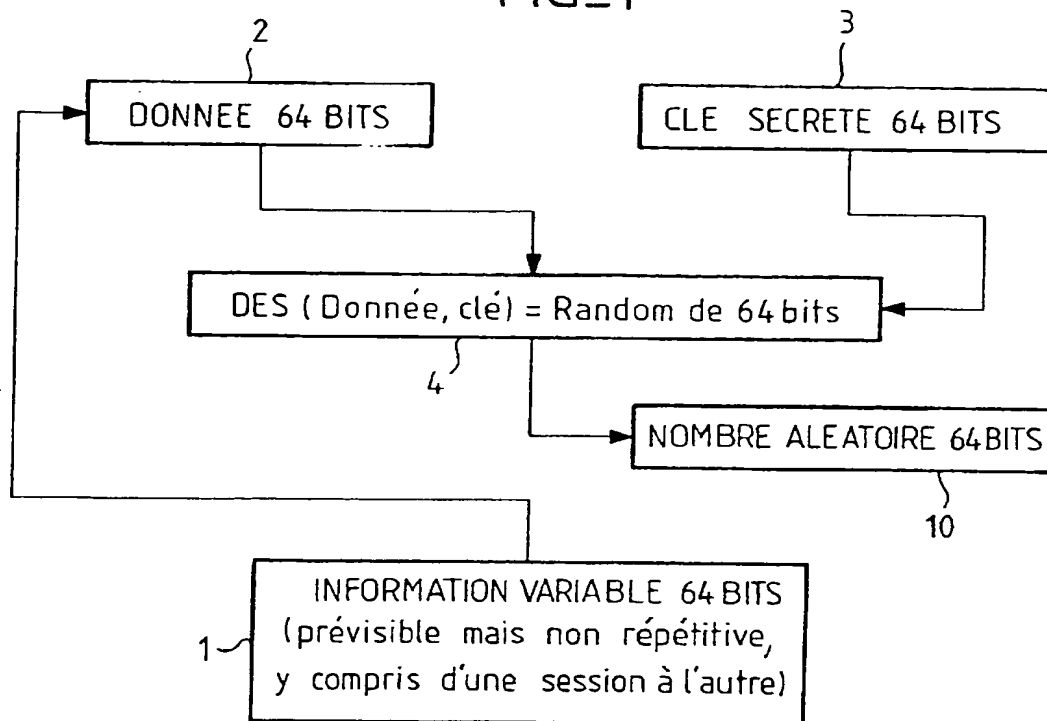 2
3
DONNEE 64 BITS
CLE SECRETE 64 BITS
DES (Donnée, clé) = Random de 64 bits
4
NOMBRE ALEATOIRE 64 BITS
10
INFORMATION VARIABLE 64 BITS
1
(prévisible mais non répétitive,
y compris d'une session à l'autre)